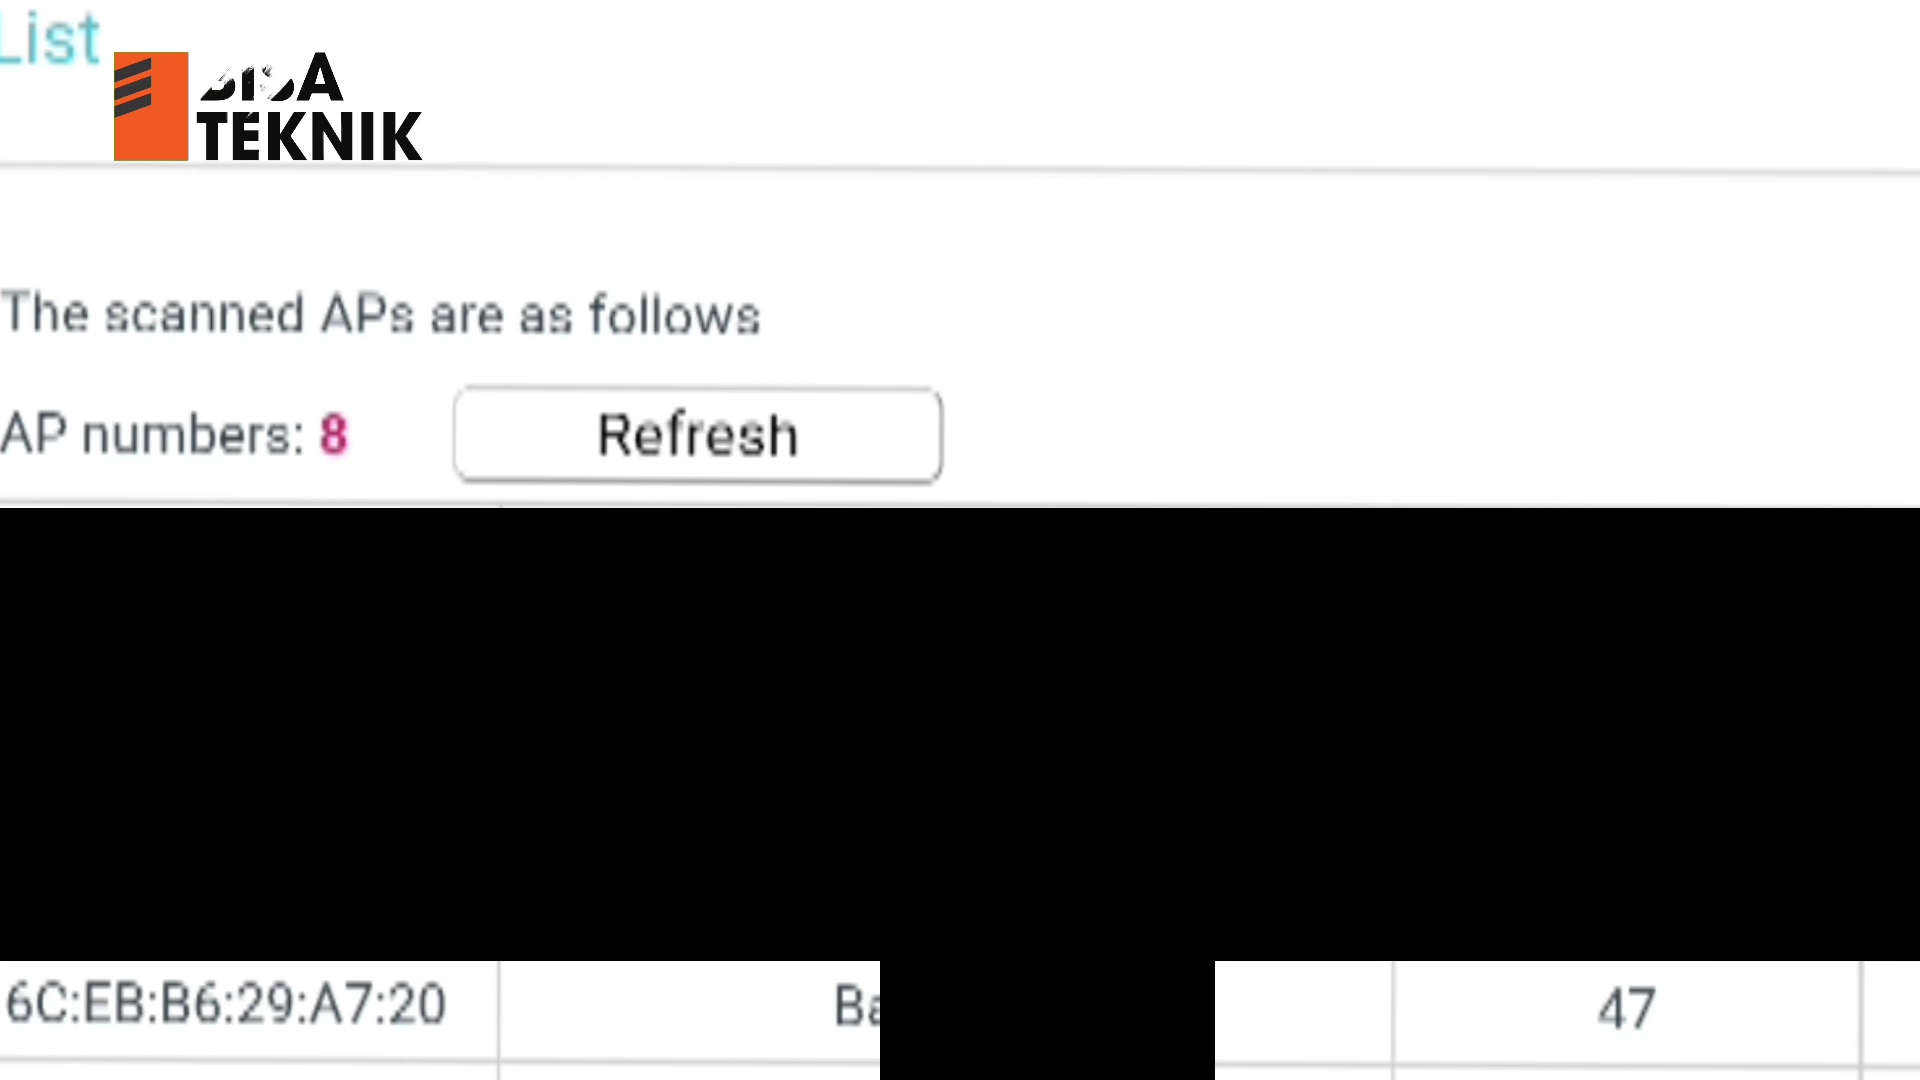 List
BISA
TEKNIK
The scanned APs are as follows
AP numbers: 8
Refresh
6C:EB:B6:29:A7:20
47